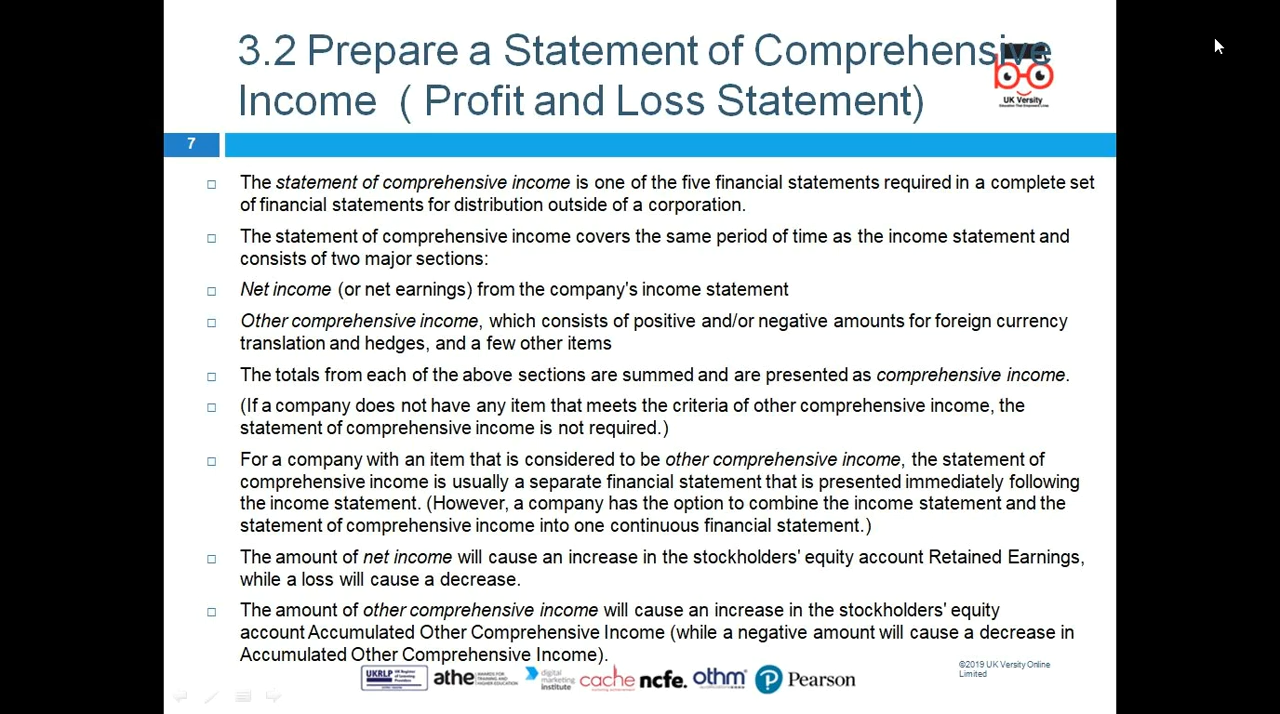 3.2 Prepare a Statement of Comprehensive
Income ( Profit and Loss Statement)
UK Versity
7
The statement of comprehensive income is one of the five financial statements required in a complete set
of financial statements for distribution outside of a corporation.
The statement of comprehensive income covers the same period of time as the income statement and
consists of two major sections:
Net income (or net earnings) from the company's income statement
Other comprehensive income, which consists of positive and/or negative amounts for foreign currency
translation and hedges, and a few other items
The totals from each of the above sections are summed and are presented as comprehensive income.
(If a company does not have any item that meets the criteria of other comprehensive income, the
statement of comprehensive income is not required.)
For a company with an item that is considered to be other comprehensive income, the statement of
comprehensive income is usually a separate financial statement that is presented immediately following
the income statement. (However, a company has the option to combine the income statement and the
statement of comprehensive income into one continuous financial statement.)
The amount of net income will cause an increase in the stockholders' equity account Retained Earnings,
while a loss will cause a decrease.
The amount of other comprehensive income will cause an increase in the stockholders' equity
account Accumulated Other Comprehensive Income (while a negative amount will cause a decrease in
Accumulated Other Comprehensive Income).
UKRLP athe digital marketing institute cache ncfe. othm Pearson
©2019 UK Versity Online
Limited